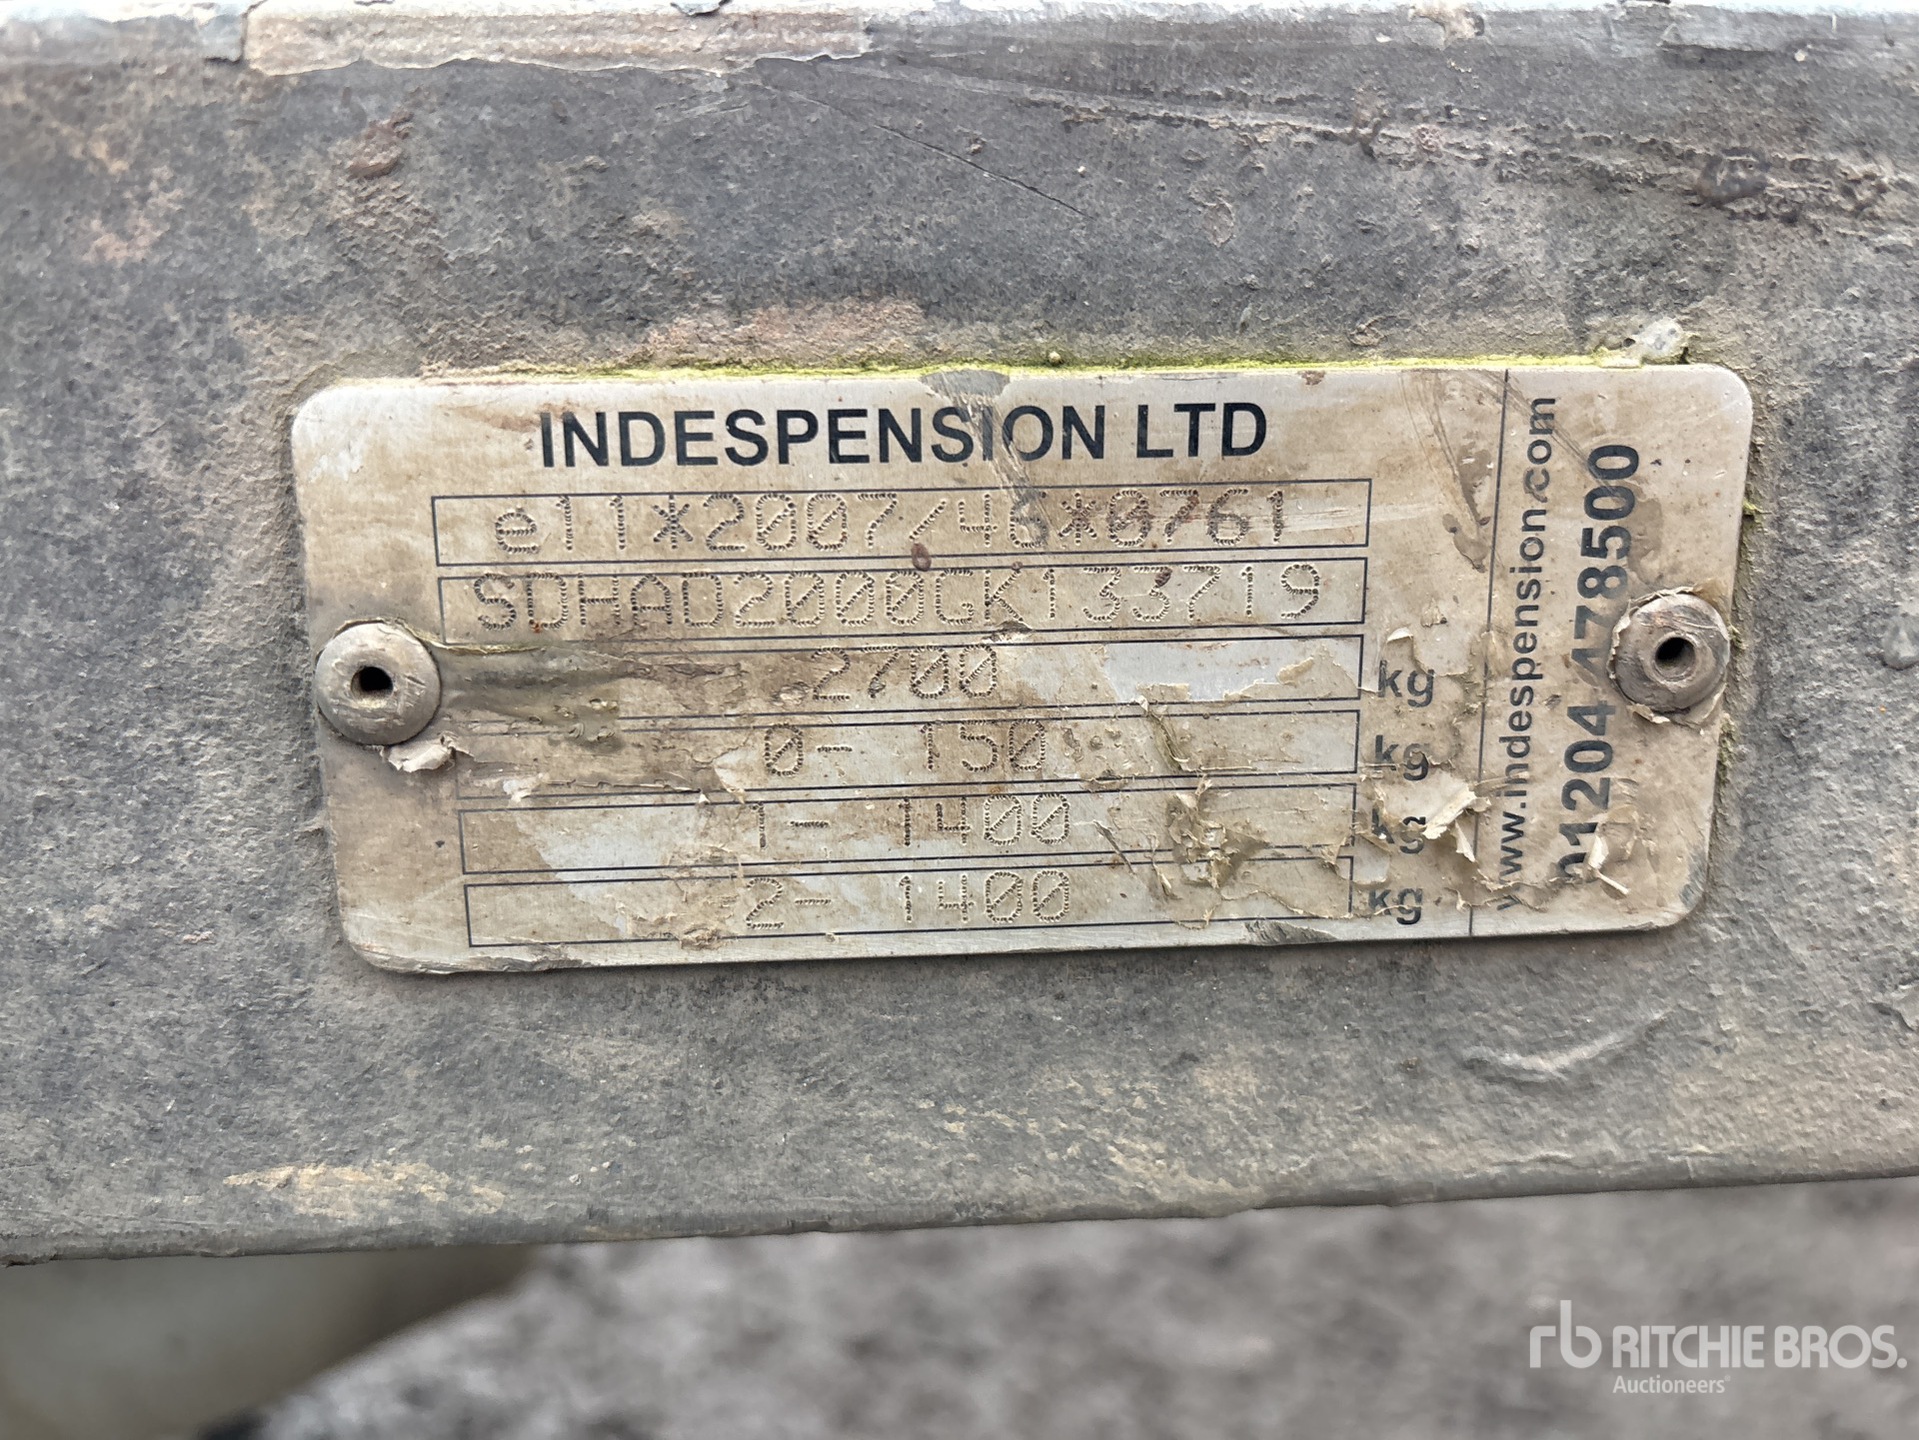 INDESPENSION LTD
e11*2007/46*0761
SDHAD2000GK133719
2700 kg
0- 150 kg
1- 1400 kg
2- 1400 kg
www.indespension.com
01204 478500
rb RITCHIE BROS.
Auctioneers